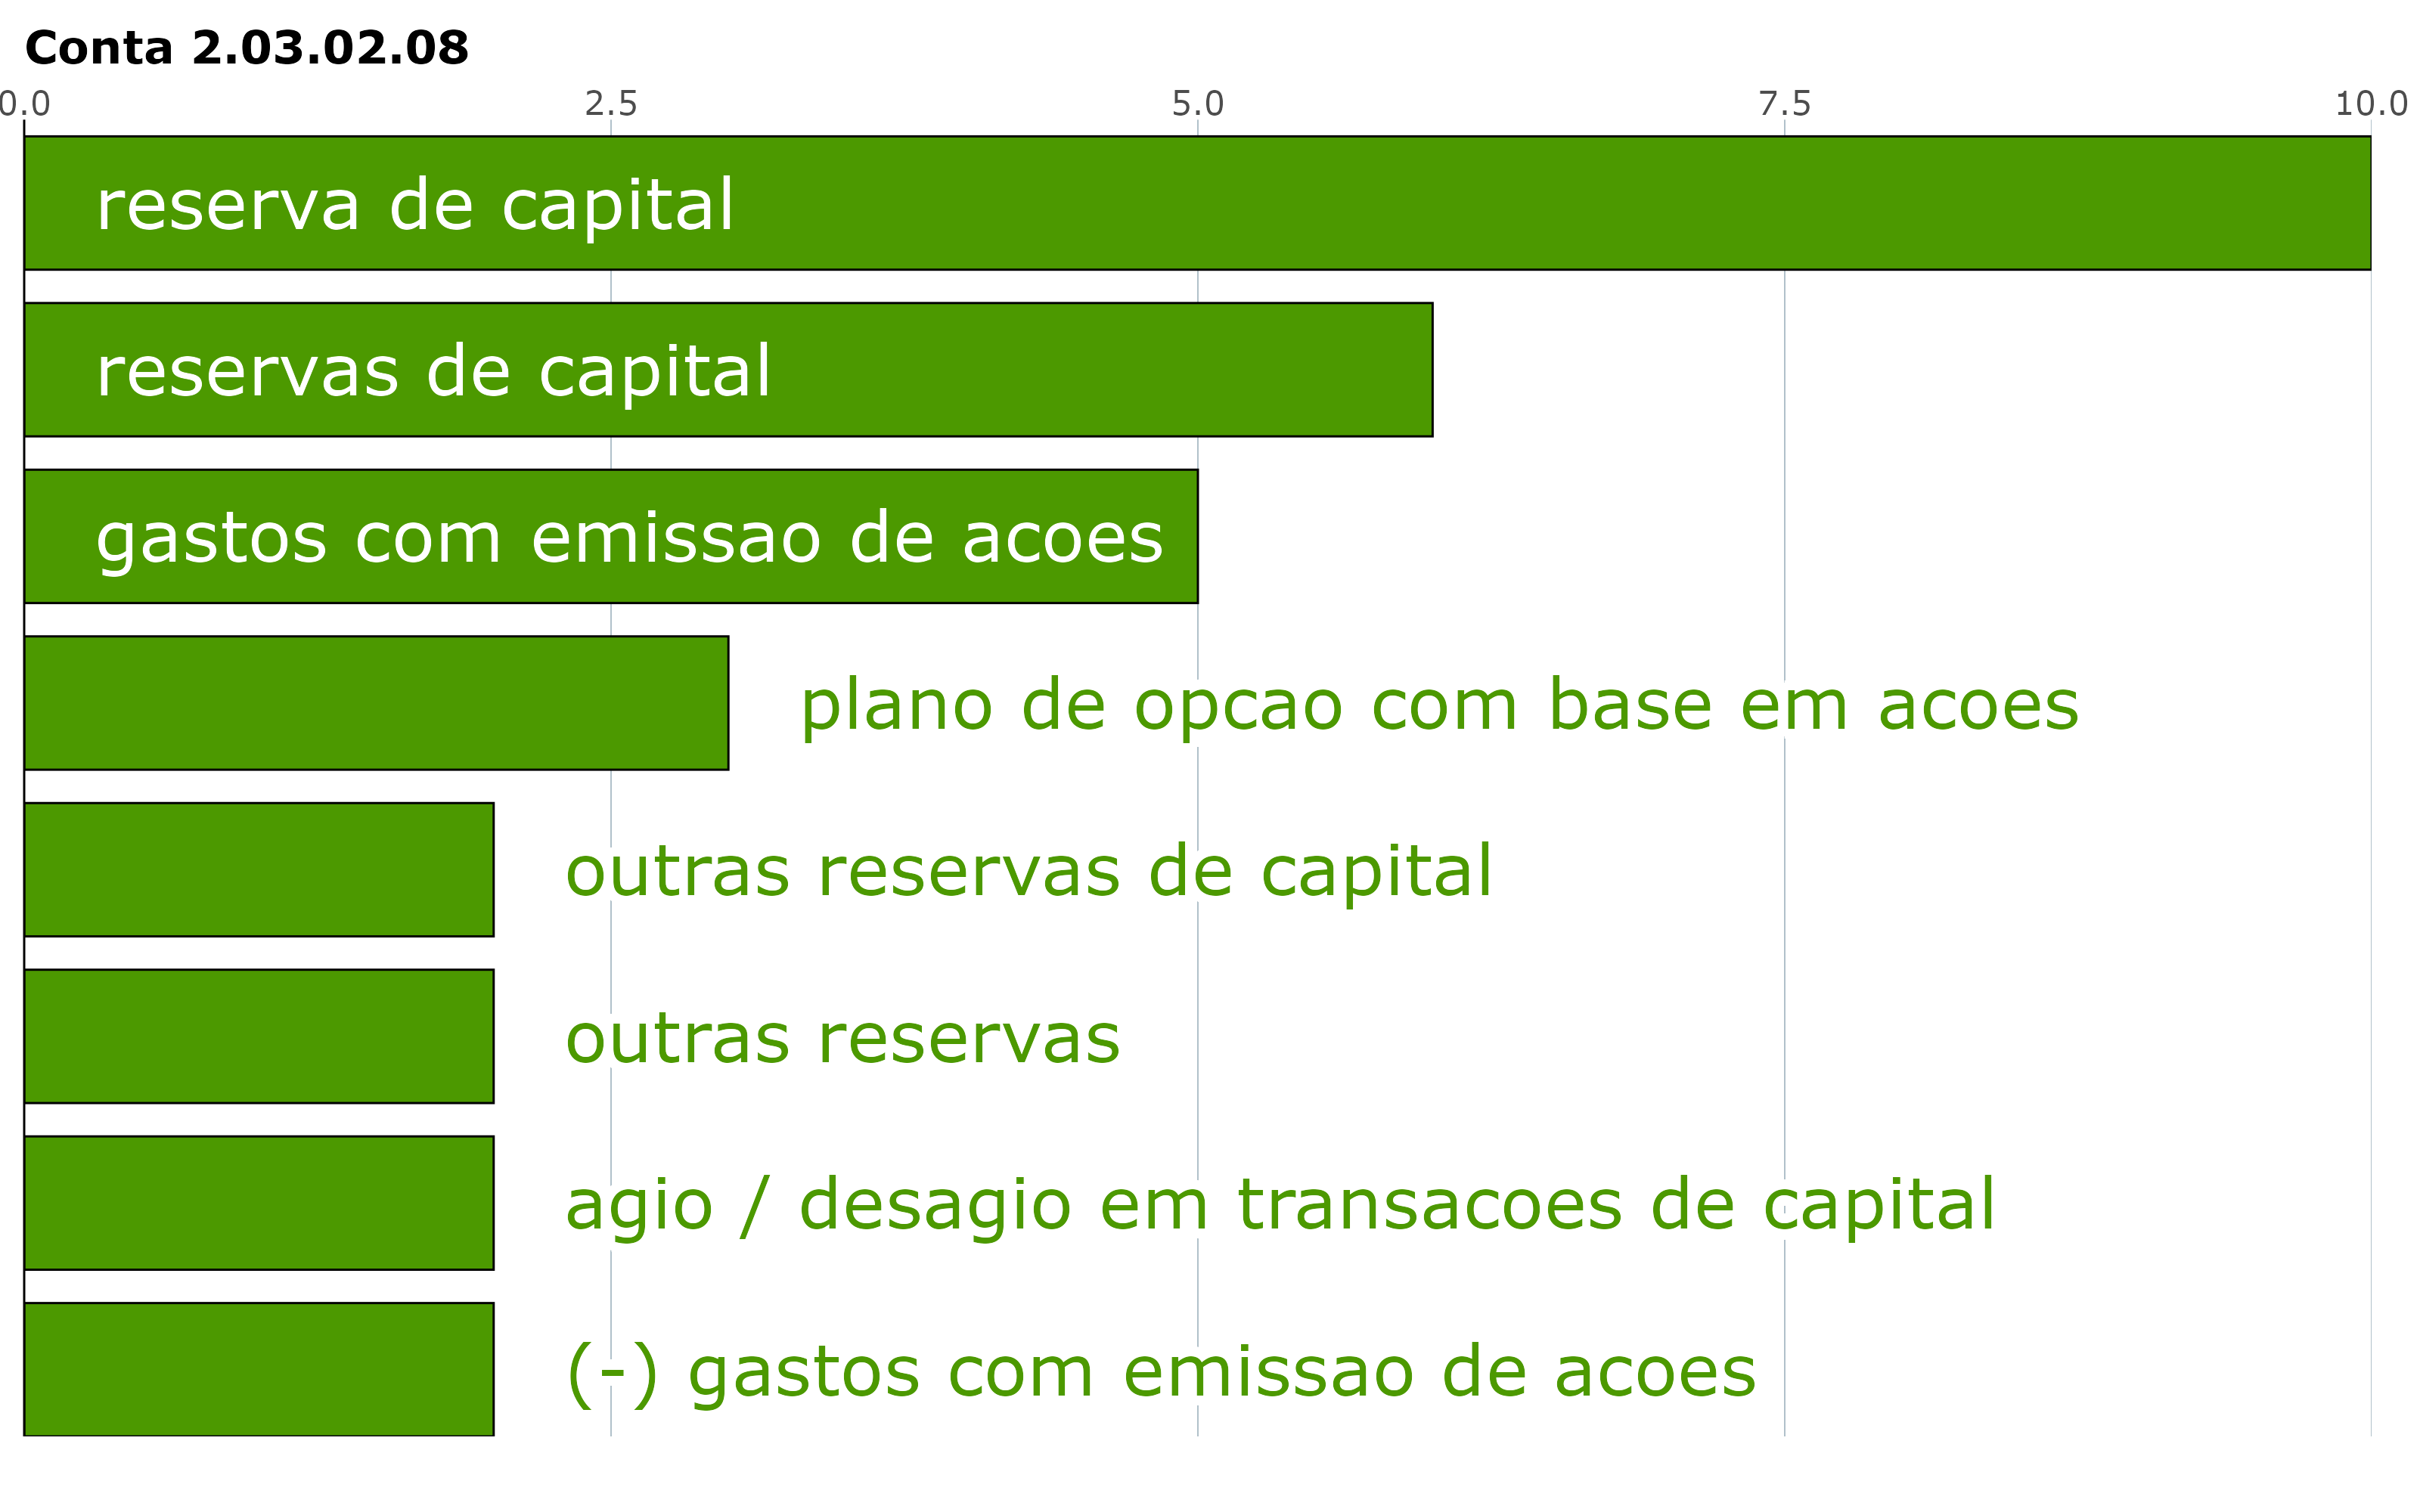 Conta 2.03.02.08
0.0 2.5 5.0 7.5 10.0
reserva de capital
reservas de capital
gastos com emissao de acoes
plano de opcao com base em acoes
outras reservas de capital
outras reservas
agio / desagio em transacoes de capital
(-) gastos com emissao de acoes